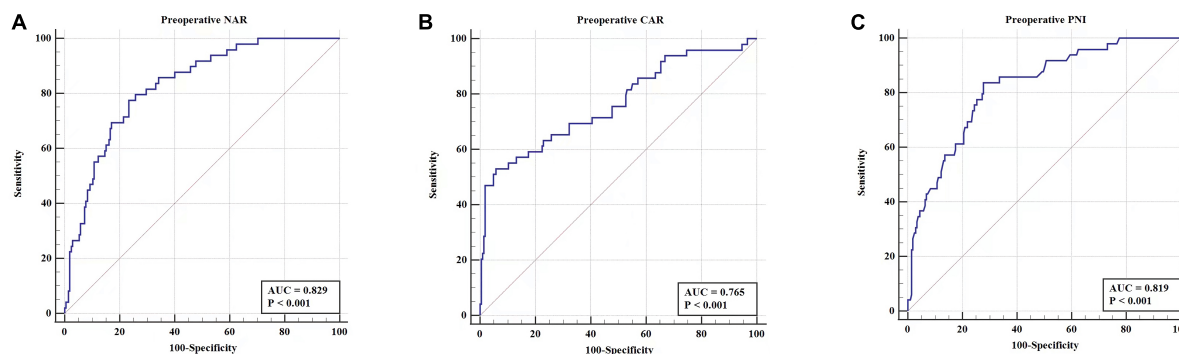 A
Preoperative NAR
100
80
60
40
20
0
Sensitivity
AUC = 0.829
P < 0.001
0 20 40 60 80 100
100-Specificity
B
Preoperative CAR
100
80
60
40
20
0
Sensitivity
AUC = 0.765
P < 0.001
0 20 40 60 80 100
100-Specificity
C
Preoperative PNI
100
80
60
40
20
0
Sensitivity
AUC = 0.819
P < 0.001
0 20 40 60 80 100
100-Specificity